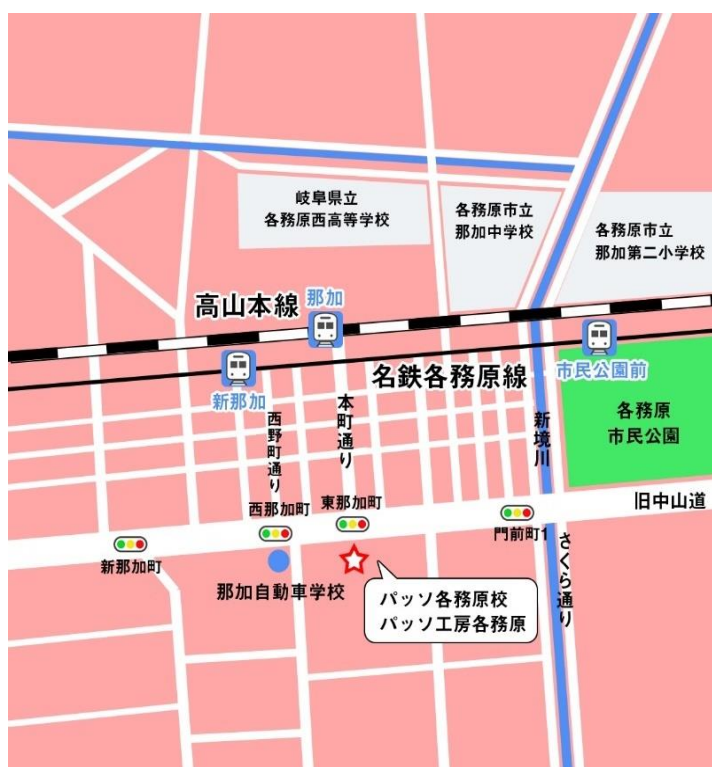 岐阜県立
各務原西高等学校
各務原市立
那加中学校
各務原市立
那加第二小学校
高山本線
那加
新那加
名鉄各務原線
市民公園前
各務原
市民公園
西野町通り
本町通り
新境川
西那加町
東那加町
門前町1
旧中山道
新那加町
那加自動車学校
さくら通り
パッソ各務原校
パッソ工房各務原